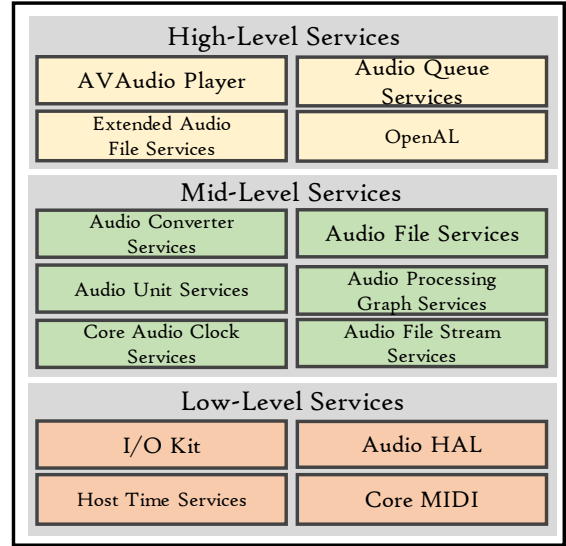 High-Level Services
AVAudio Player
Audio Queue
Services
Extended Audio
File Services
OpenAL
Mid-Level Services
Audio Converter
Services
Audio File Services
Audio Unit Services
Audio Processing
Graph Services
Core Audio Clock
Services
Audio File Stream
Services
Low-Level Services
I/O Kit
Audio HAL
Host Time Services
Core MIDI